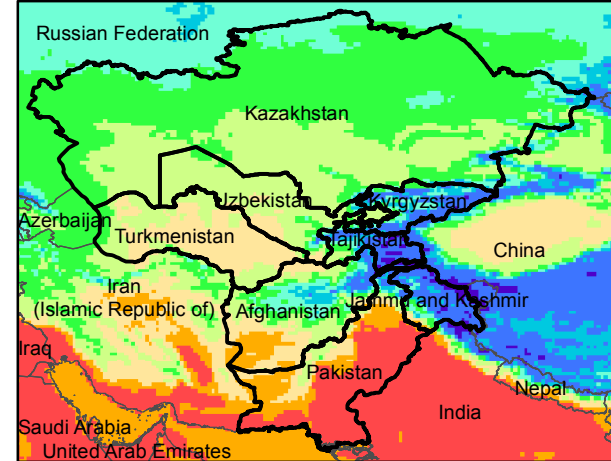 Russian Federation
Kazakhstan
Uzbekistan
Kyrgyzstan
Azerbaijan
Turkmenistan
Tajikistan
China
Iran
(Islamic Republic of)
Afghanistan
Jammu and Kashmir
Iraq
Pakistan
Nepal
India
Saudi Arabia
United Arab Emirates